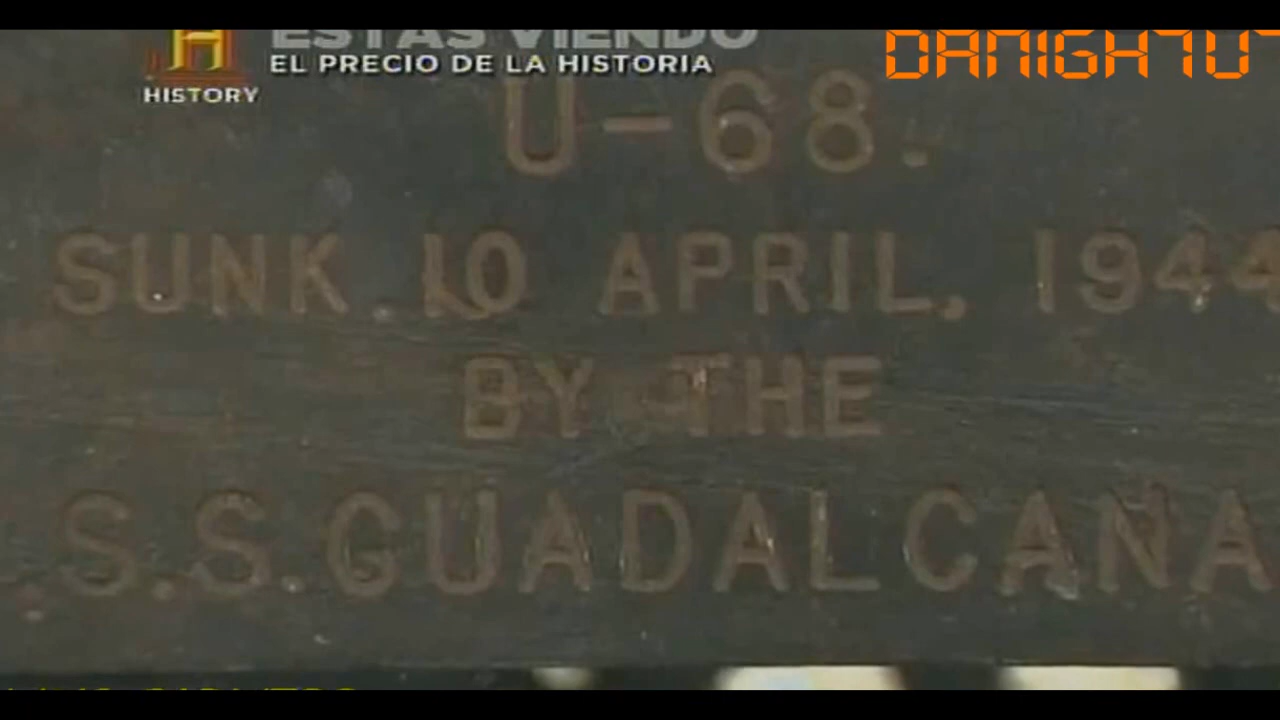 ESTAS VIENDO
EL PRECIO DE LA HISTORIA
HISTORY
DANIGH7U
U-68.
SUNK 10 APRIL, 1944
BY THE
.S.S. GUADALCANA